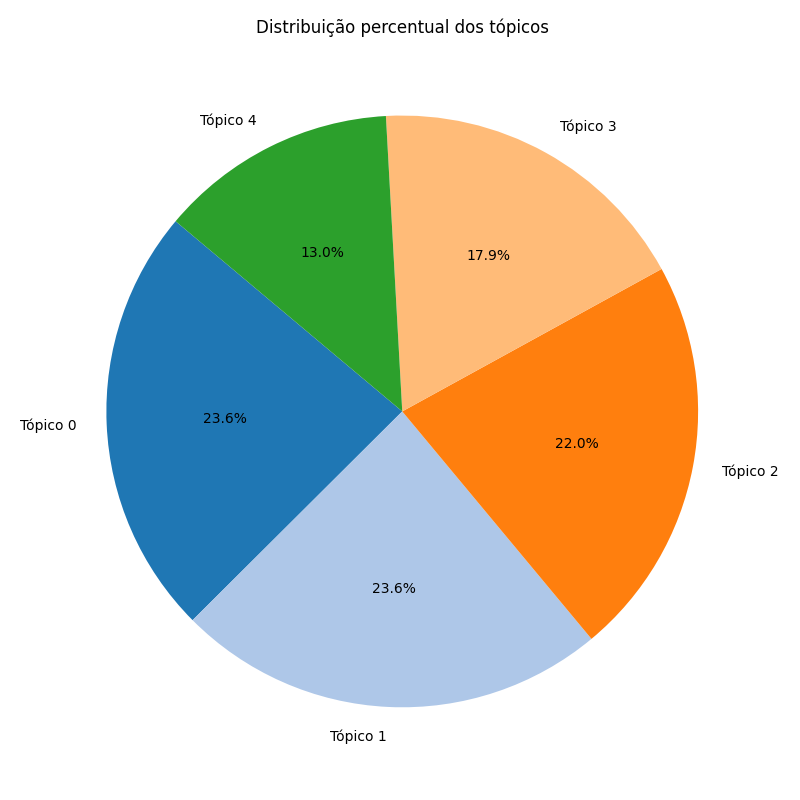 Distribuição percentual dos tópicos
Tópico 4
Tópico 3
13.0%
17.9%
Tópico 0
23.6%
22.0%
Tópico 2
23.6%
Tópico 1